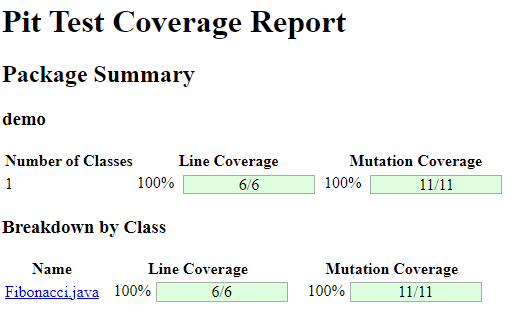 Pit Test Coverage Report
Package Summary
demo
Number of Classes Line Coverage Mutation Coverage
1 100% 6/6 100% 11/11
Breakdown by Class
Name Line Coverage Mutation Coverage
Fibonacci.java 100% 6/6 100% 11/11